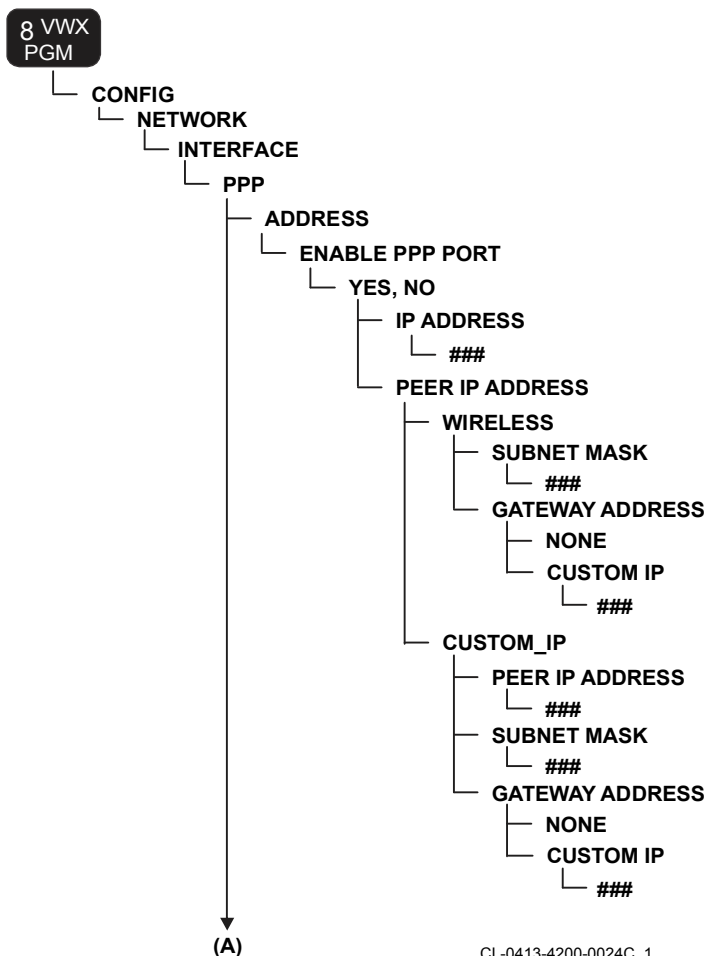 8 VWX
PGM
CONFIG
NETWORK
INTERFACE
PPP
ADDRESS
ENABLE PPP PORT
YES, NO
IP ADDRESS
###
PEER IP ADDRESS
WIRELESS
SUBNET MASK
###
GATEWAY ADDRESS
NONE
CUSTOM IP
###
CUSTOM_IP
PEER IP ADDRESS
###
SUBNET MASK
###
GATEWAY ADDRESS
NONE
CUSTOM IP
###
(A)
CL-0413-4200-0024C_1